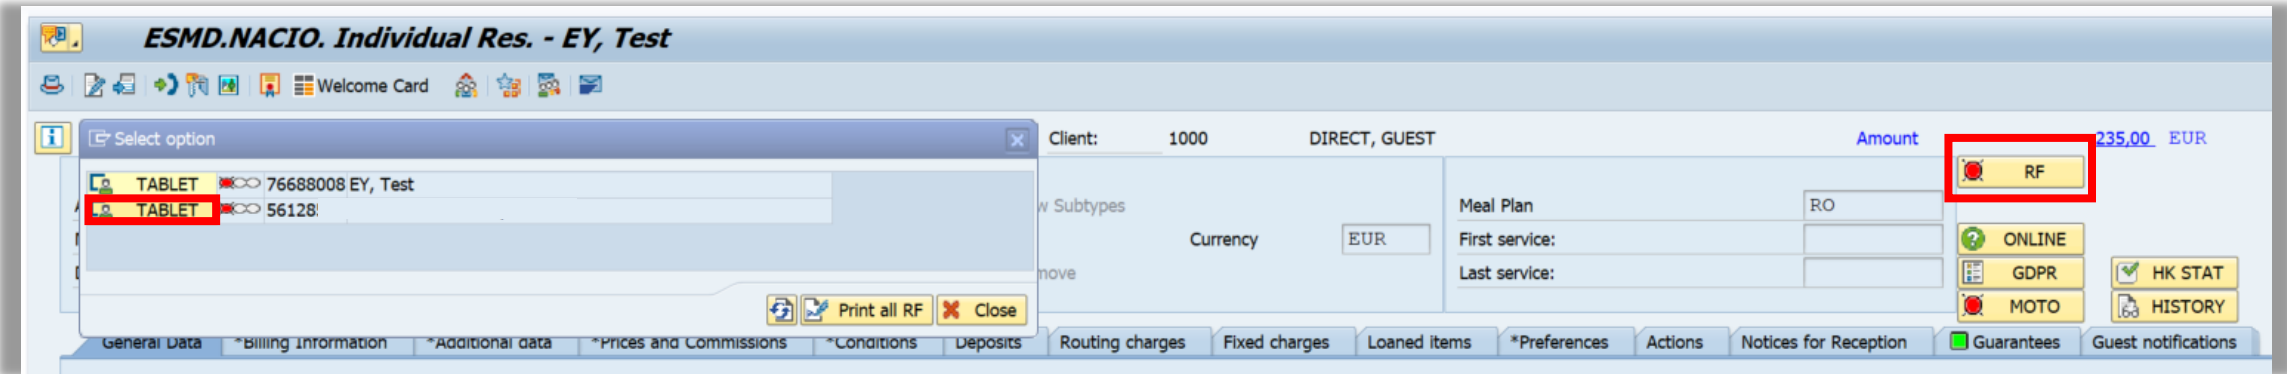 ESMD.NACIO. Individual Res. - EY, Test
Welcome Card
Select option
Client: 1000 DIRECT, GUEST Amount 235,00 EUR
RF
TABLET 76688008 EY, Test
TABLET 56128
Subtypes
Meal Plan RO
Currency EUR
First service:
ONLINE
Last service:
GDPR
HK STAT
Print all RF
Close
MOTO
HISTORY
General Data *Billing Information *Additional data *Prices and Commissions *Conditions Deposits Routing charges Fixed charges Loaned items *Preferences Actions Notices for Reception Guarantees Guest notifications